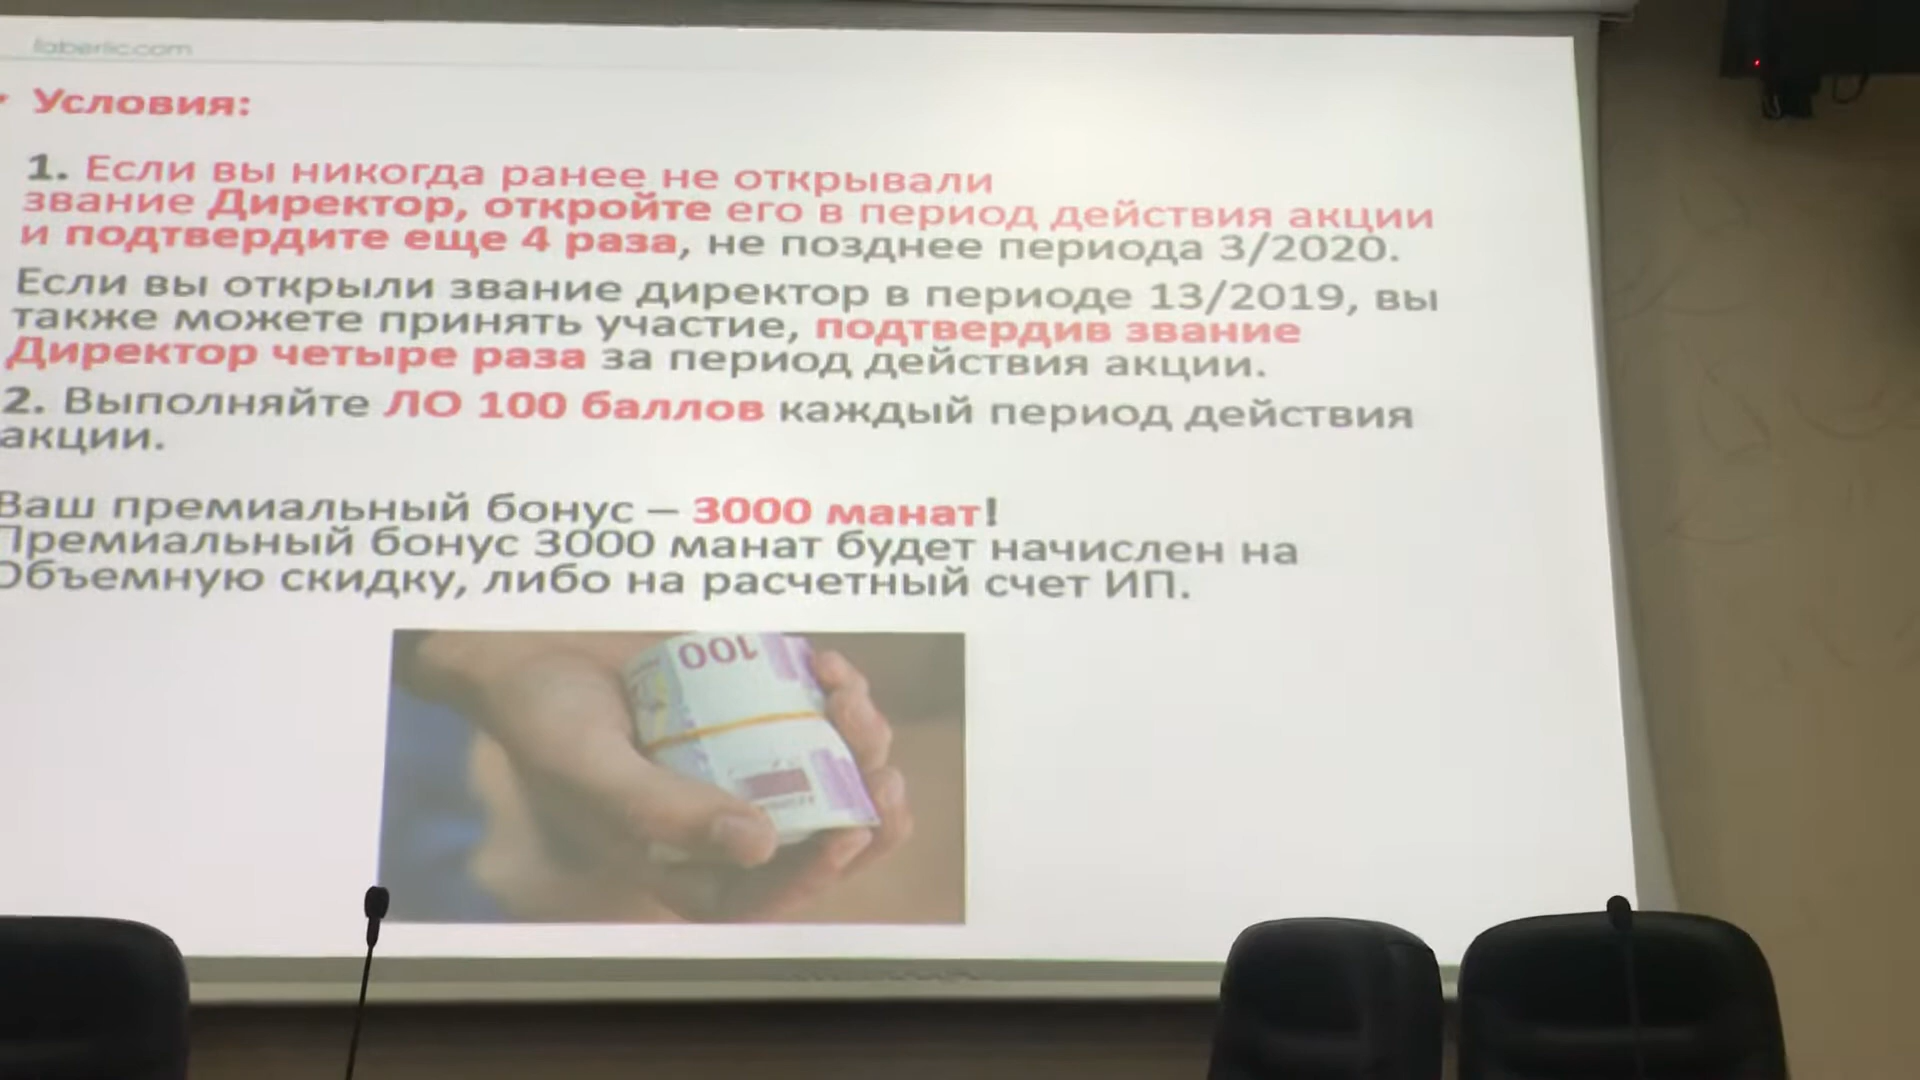 faberlic.com
• Условия:
1. Если вы никогда ранее не открывали
звание Директор, откройте его в период действия акции
и подтвердите еще 4 раза, не позднее периода 3/2020.
Если вы открыли звание директор в периоде 13/2019, вы
также можете принять участие, подтвердив звание
Директор четыре раза за период действия акции.
2. Выполняйте ЛО 100 баллов каждый период действия
акции.
Ваш премиальный бонус – 3000 манат!
Премиальный бонус 3000 манат будет начислен на
Объемную скидку, либо на расчетный счет ИП.
100